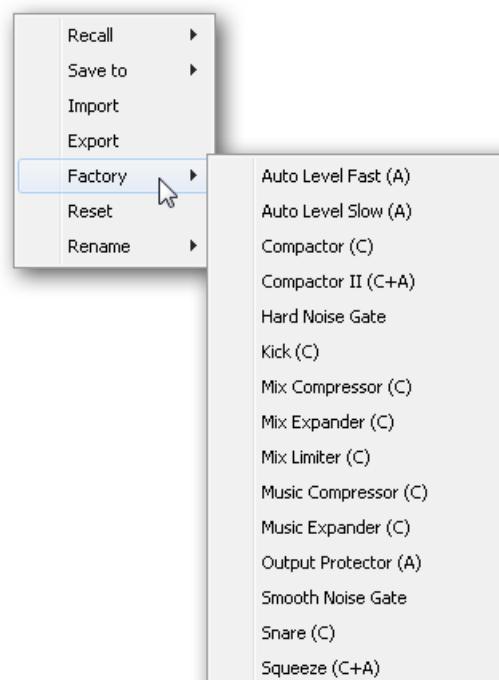 Recall
Save to
Import
Export
Factory
Reset
Rename
Auto Level Fast (A)
Auto Level Slow (A)
Compactor (C)
Compactor II (C+A)
Hard Noise Gate
Kick (C)
Mix Compressor (C)
Mix Expander (C)
Mix Limiter (C)
Music Compressor (C)
Music Expander (C)
Output Protector (A)
Smooth Noise Gate
Snare (C)
Squeeze (C+A)